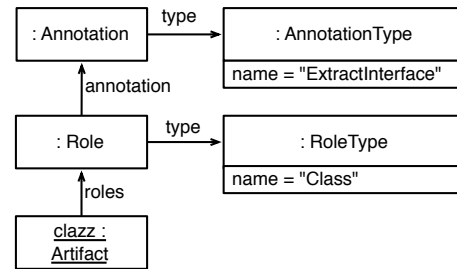 type
: Annotation
: AnnotationType
name = "ExtractInterface"
annotation
type
: Role
: RoleType
name = "Class"
roles
clazz :
Artifact